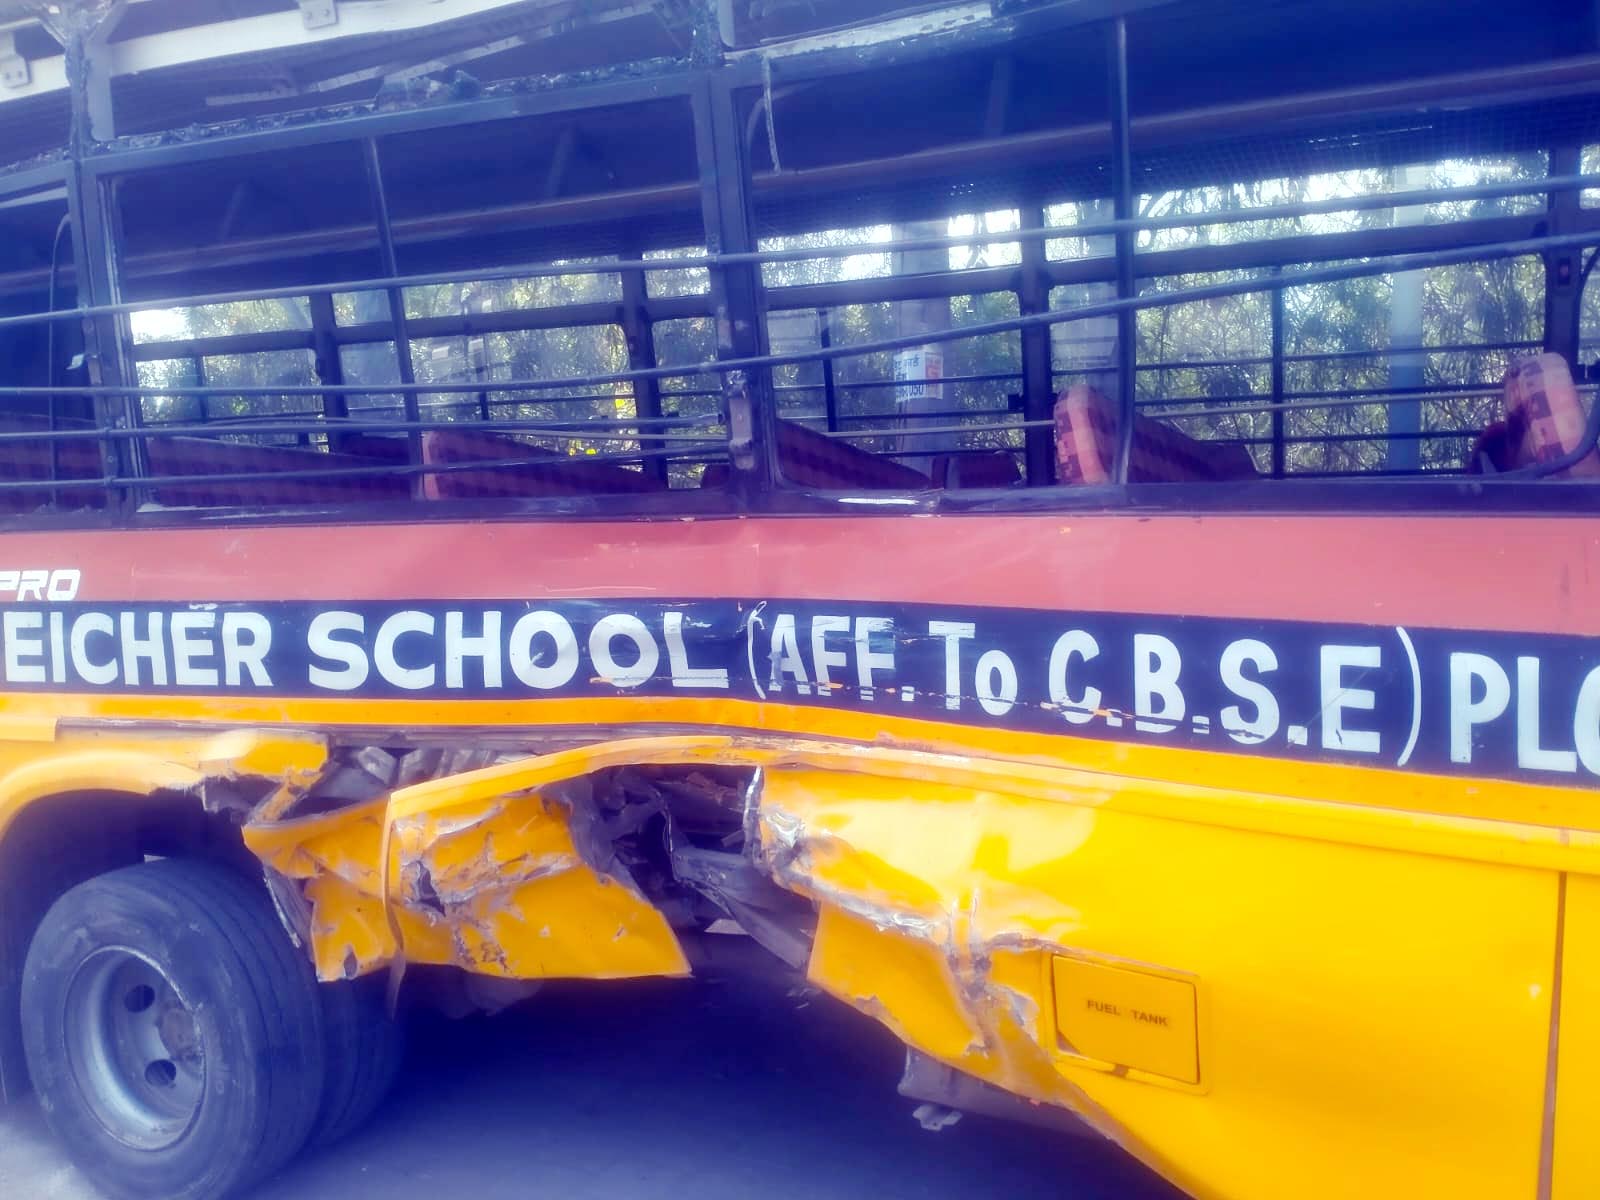 PRO
EICHER SCHOOL (AFF. To C.B.S.E) PL
FUEL TANK